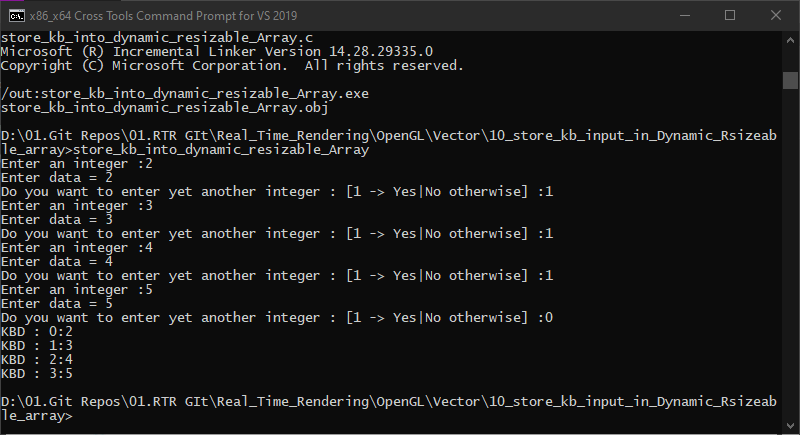 x86_x64 Cross Tools Command Prompt for VS 2019
store_kb_into_dynamic_resizable_Array.c
Microsoft (R) Incremental Linker Version 14.28.29335.0
Copyright (C) Microsoft Corporation.  All rights reserved.
/out:store_kb_into_dynamic_resizable_Array.exe
store_kb_into_dynamic_resizable_Array.obj
D:\01.Git Repos\01.RTR GIt\Real_Time_Rendering\OpenGL\Vector\10_store_kb_input_in_Dynamic_Rsizeab
le_array>store_kb_into_dynamic_resizable_Array
Enter an integer :2
Enter data = 2
Do you want to enter yet another integer : [1 -> Yes|No otherwise] :1
Enter an integer :3
Enter data = 3
Do you want to enter yet another integer : [1 -> Yes|No otherwise] :1
Enter an integer :4
Enter data = 4
Do you want to enter yet another integer : [1 -> Yes|No otherwise] :1
Enter an integer :5
Enter data = 5
Do you want to enter yet another integer : [1 -> Yes|No otherwise] :0
KBD : 0:2
KBD : 1:3
KBD : 2:4
KBD : 3:5
D:\01.Git Repos\01.RTR GIt\Real_Time_Rendering\OpenGL\Vector\10_store_kb_input_in_Dynamic_Rsizeab
le_array>